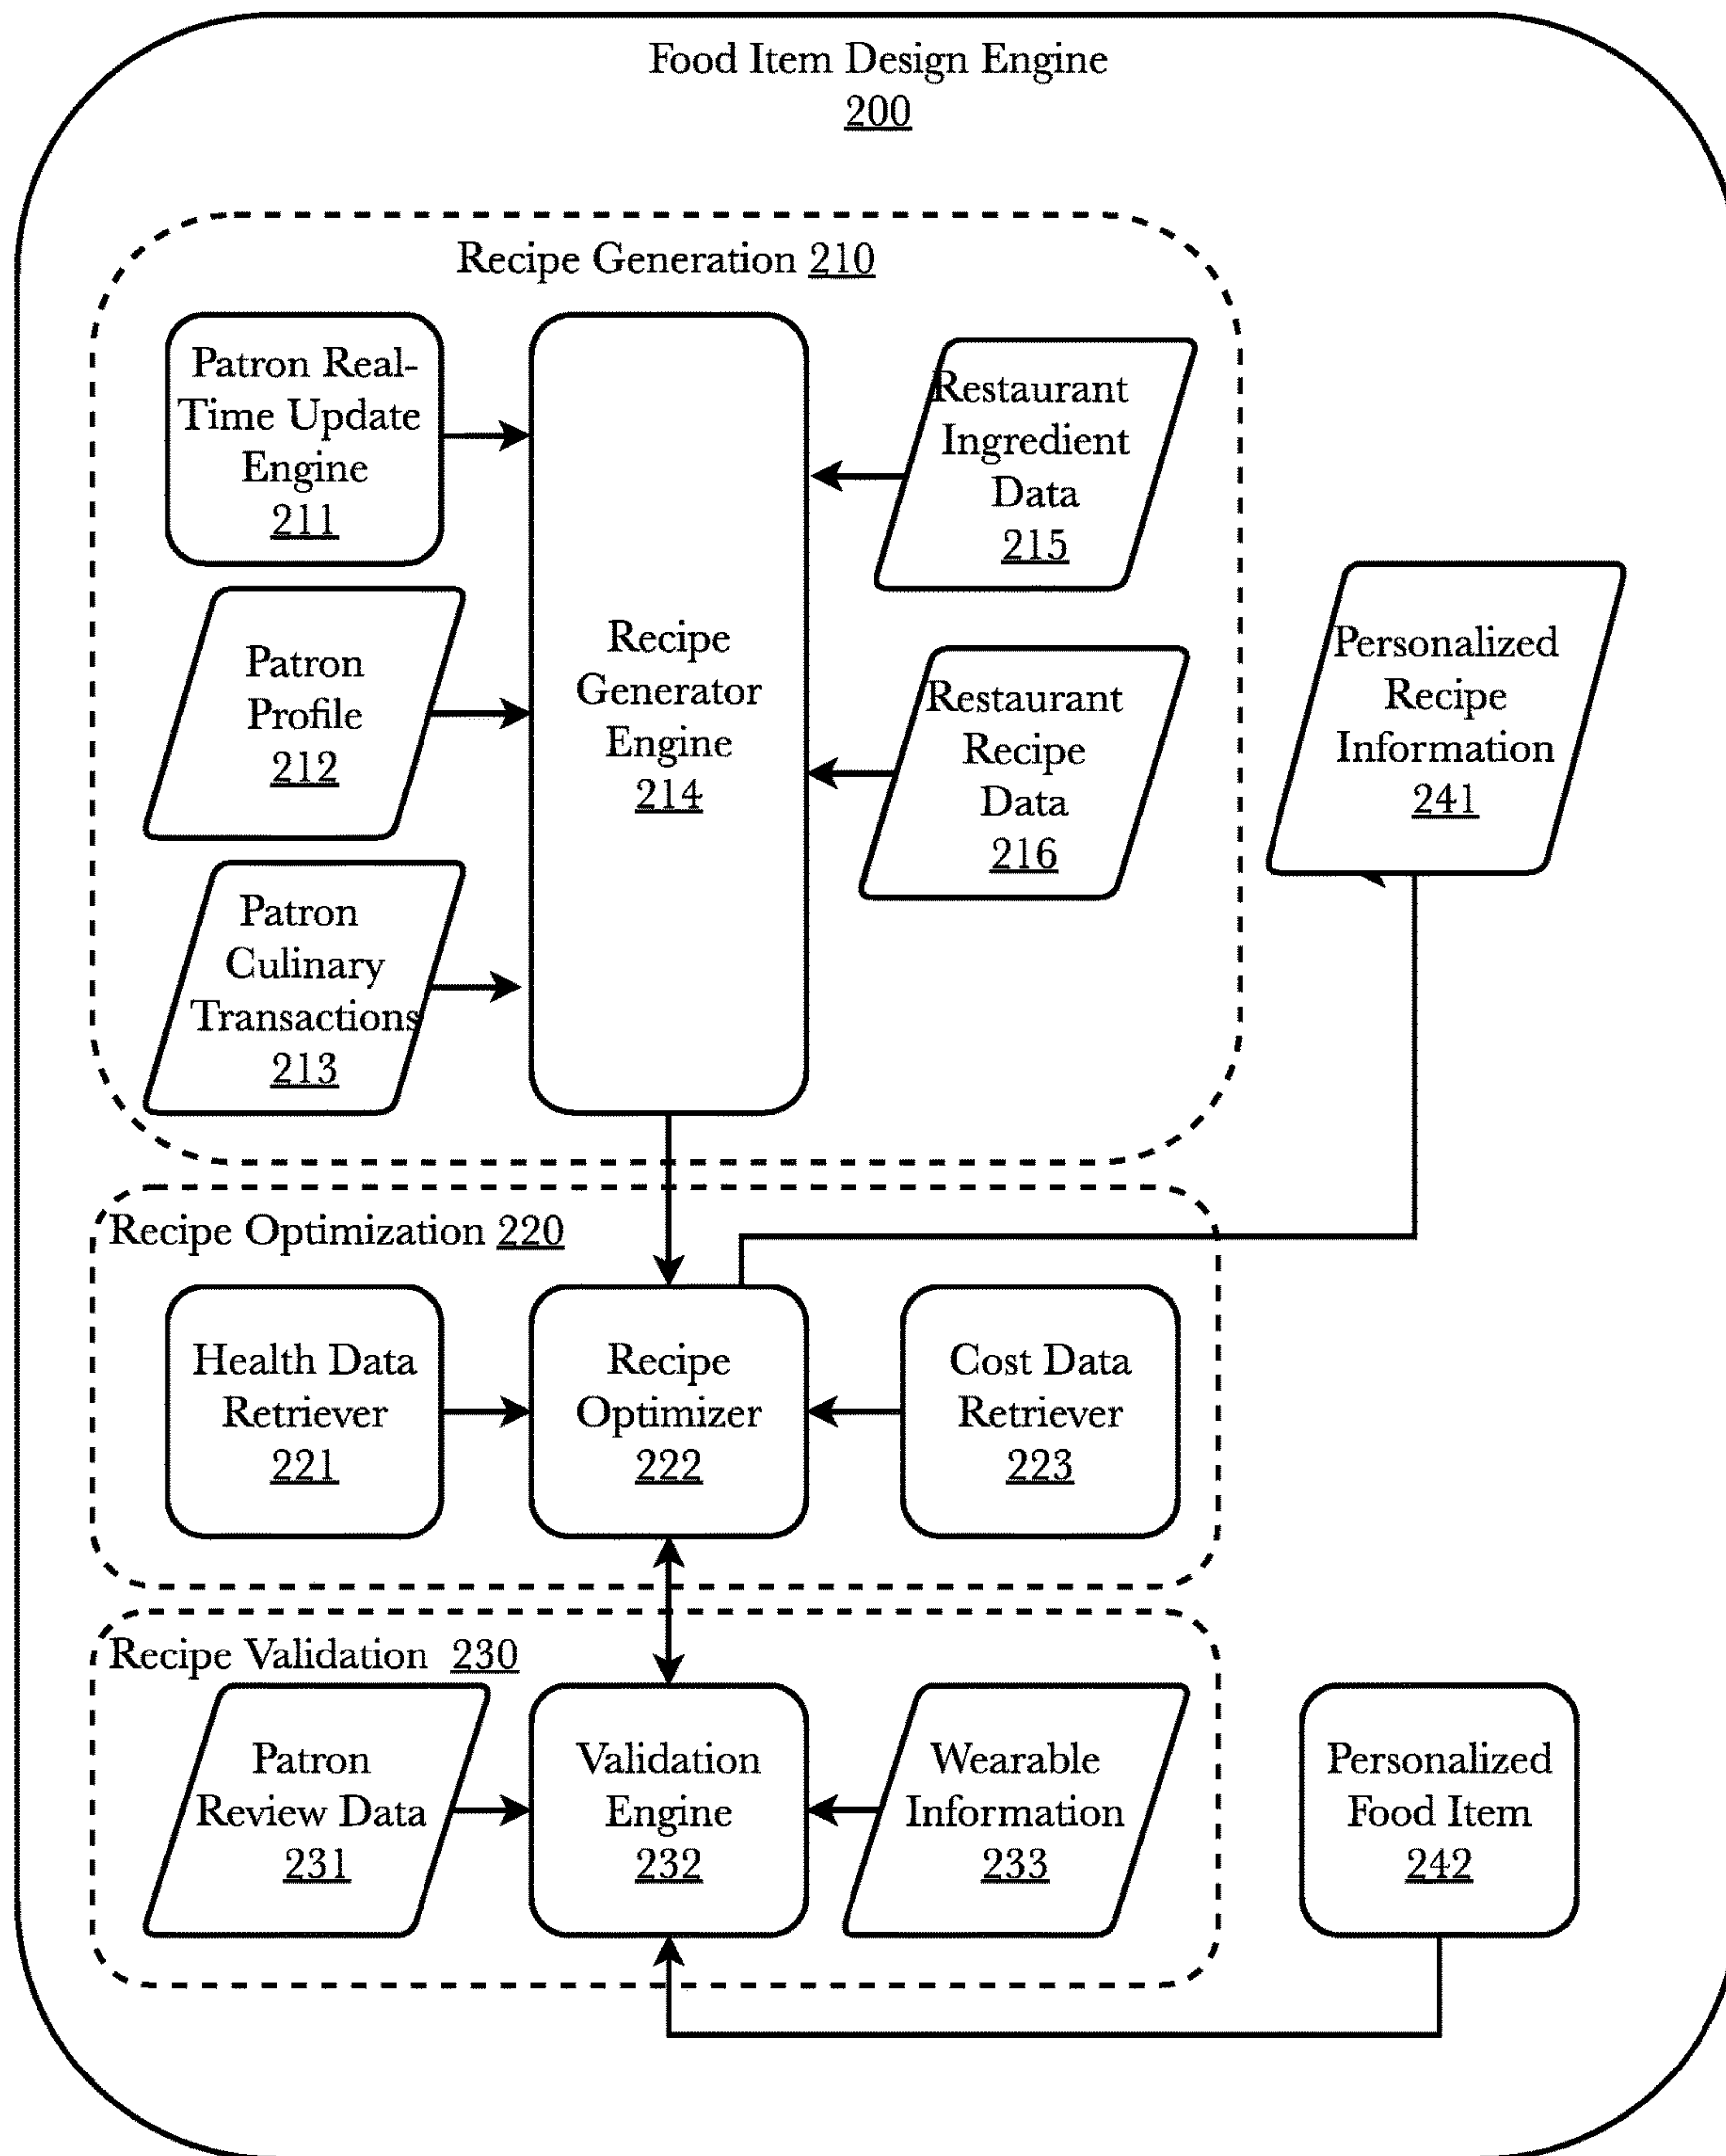 Food Item Design Engine
200
Recipe Generation 210
Patron Real-
Time Update
Engine
211
Patron
Profile
212
Patron
Culinary
Transactions
213
Recipe
Generator
Engine
214
Restaurant
Ingredient
Data
215
Restaurant
Recipe
Data
216
Personalized
Recipe
Information
241
Recipe Optimization 220
Health Data
Retriever
221
Recipe
Optimizer
222
Cost Data
Retriever
223
Recipe Validation 230
Patron
Review Data
231
Validation
Engine
232
Wearable
Information
233
Personalized
Food Item
242